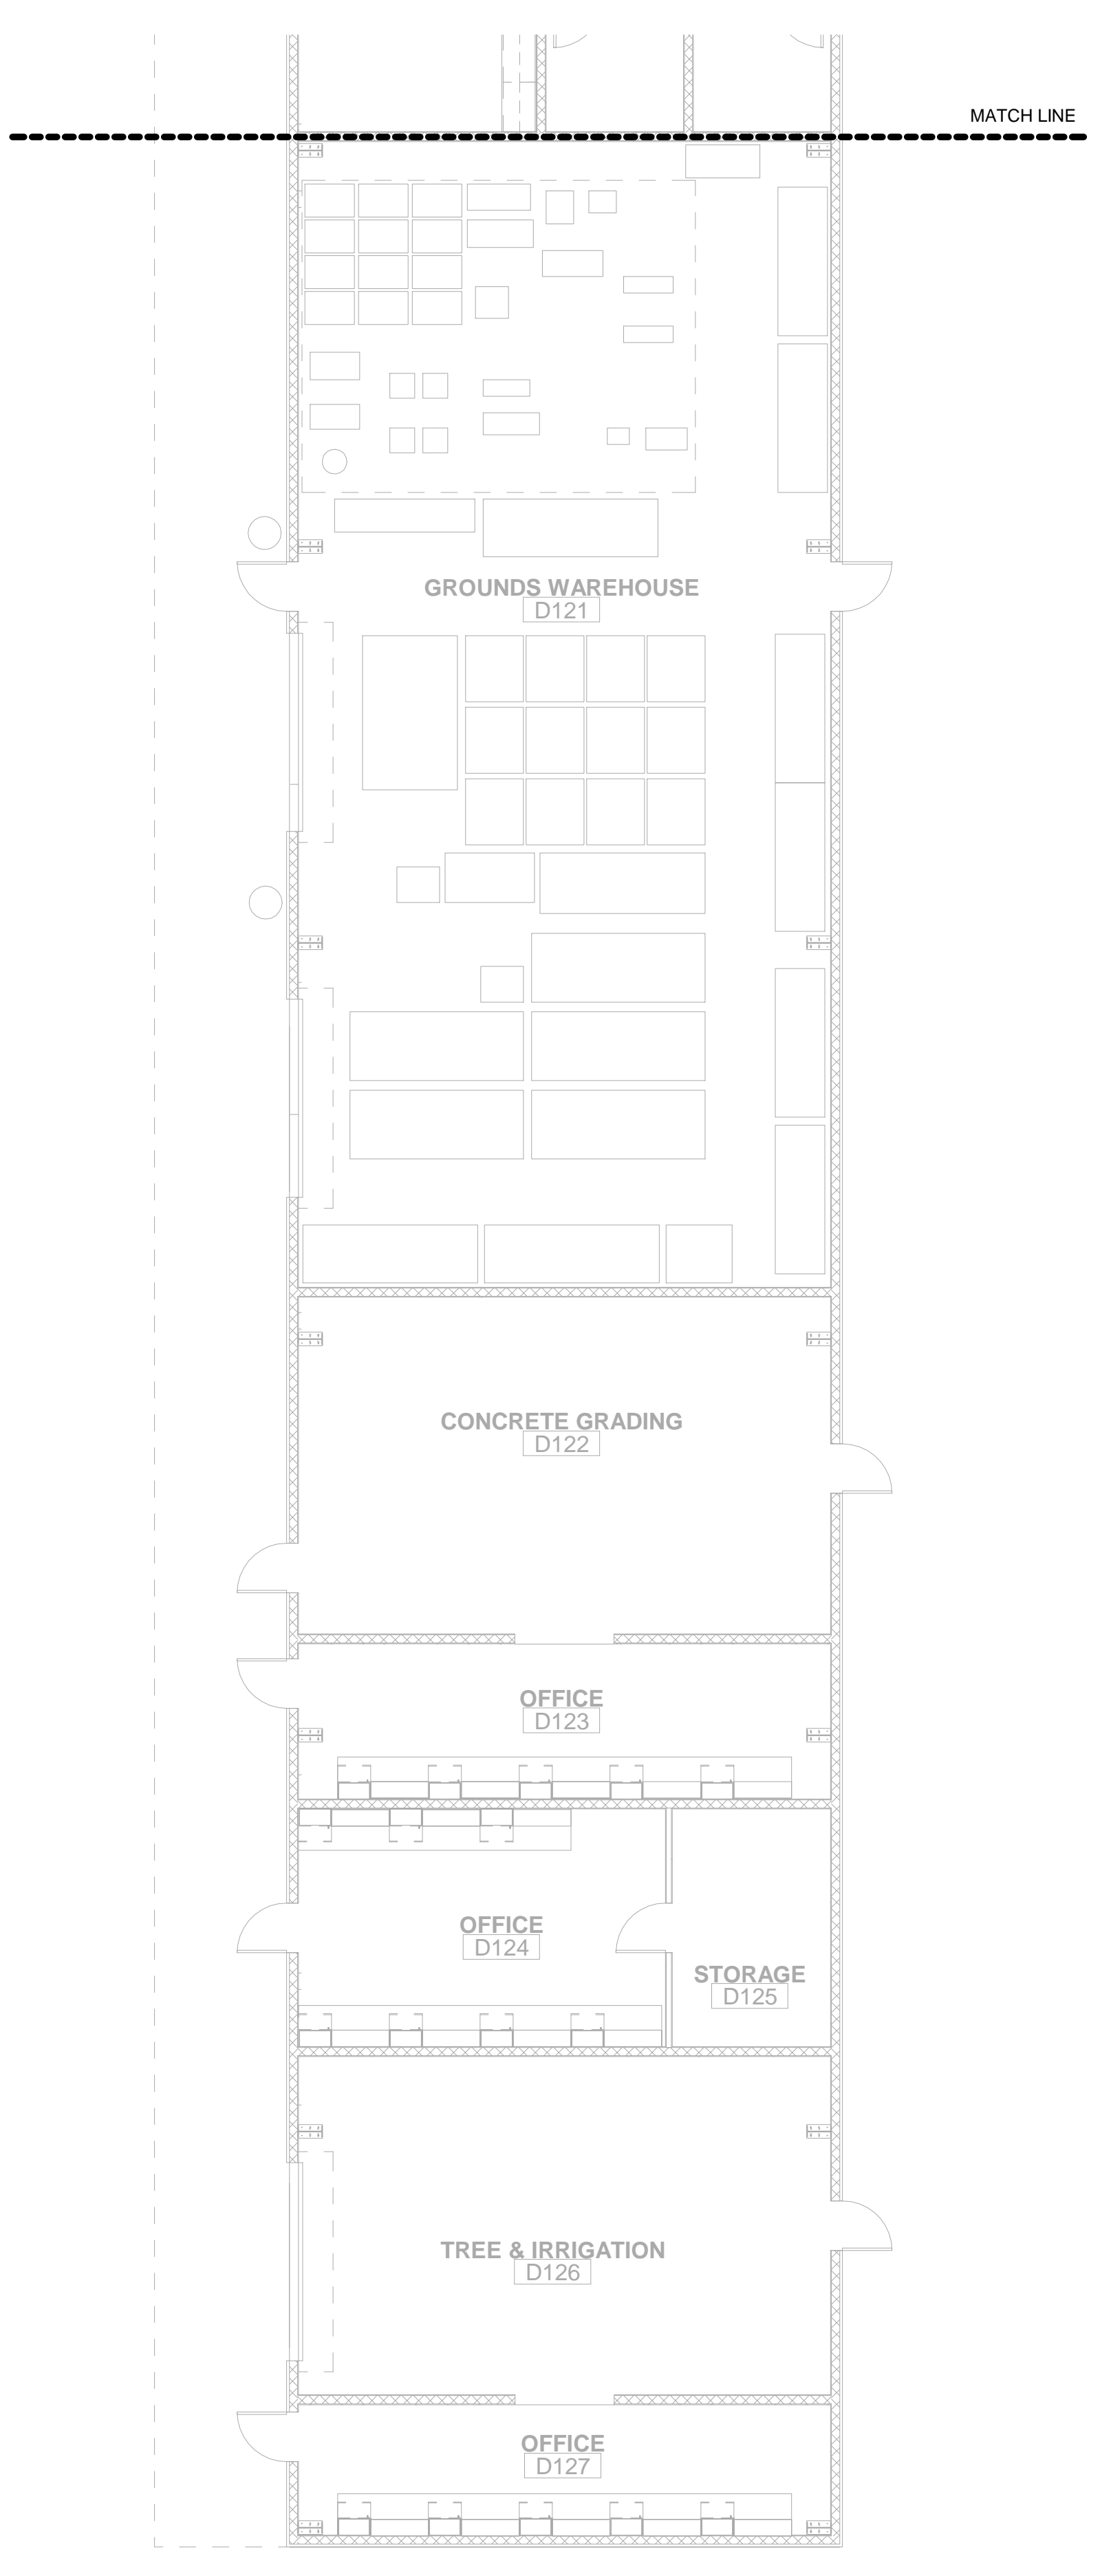 MATCH LINE
GROUNDS WAREHOUSE
D121
CONCRETE GRADING
D122
OFFICE
D123
OFFICE
D124
STORAGE
D125
TREE & IRRIGATION
D126
OFFICE
D127